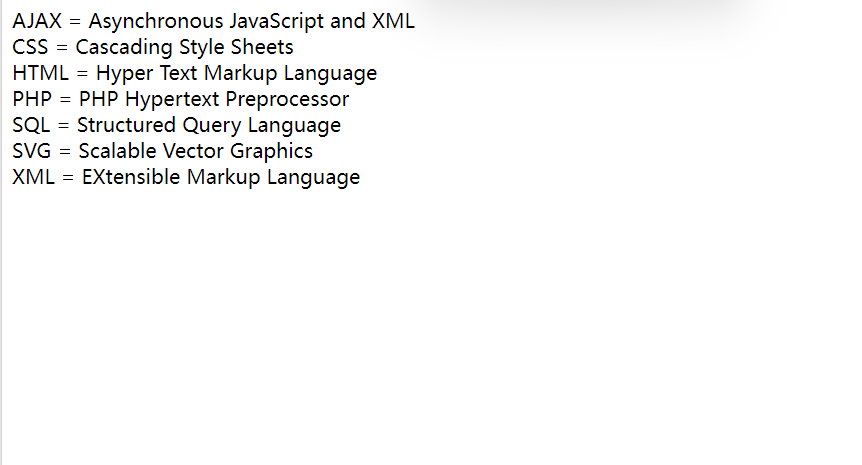 AJAX = Asynchronous JavaScript and XML
CSS = Cascading Style Sheets
HTML = Hyper Text Markup Language
PHP = PHP Hypertext Preprocessor
SQL = Structured Query Language
SVG = Scalable Vector Graphics
XML = EXtensible Markup Language